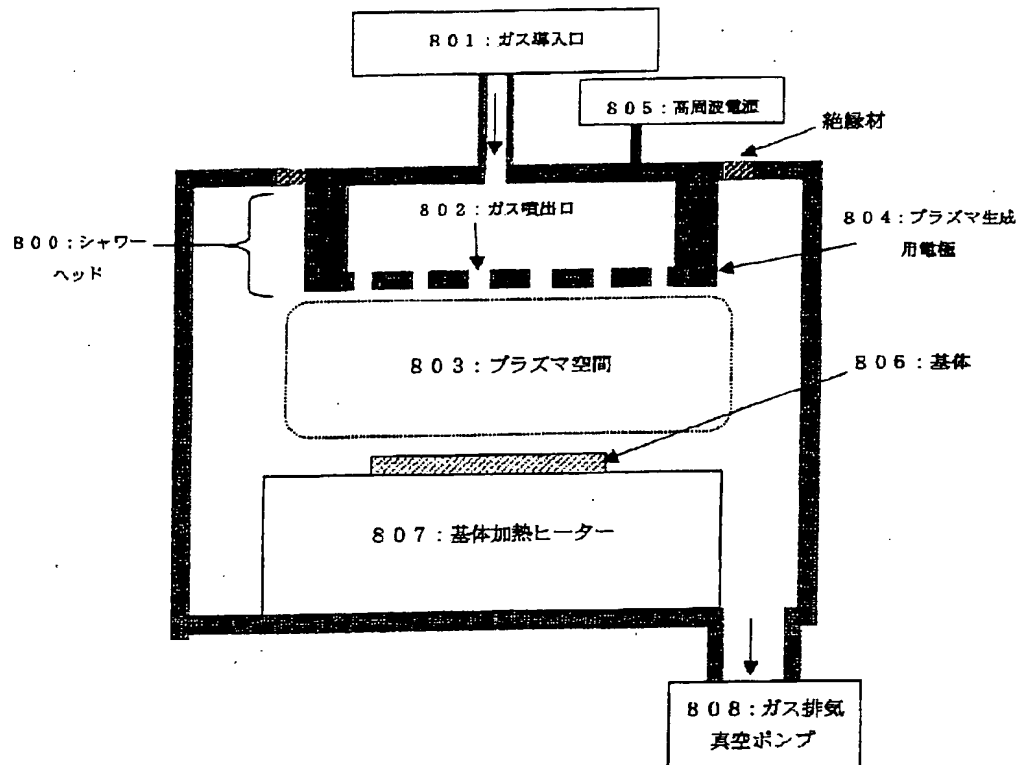 801:ガス導入口
805:高周波電源
絶縁材
802:ガス噴出口
804:プラズマ生成
用電極
800:シャワー
ヘッド
803:プラズマ空間
806:基体
807:基体加熱ヒーター
808:ガス排気
真空ポンプ